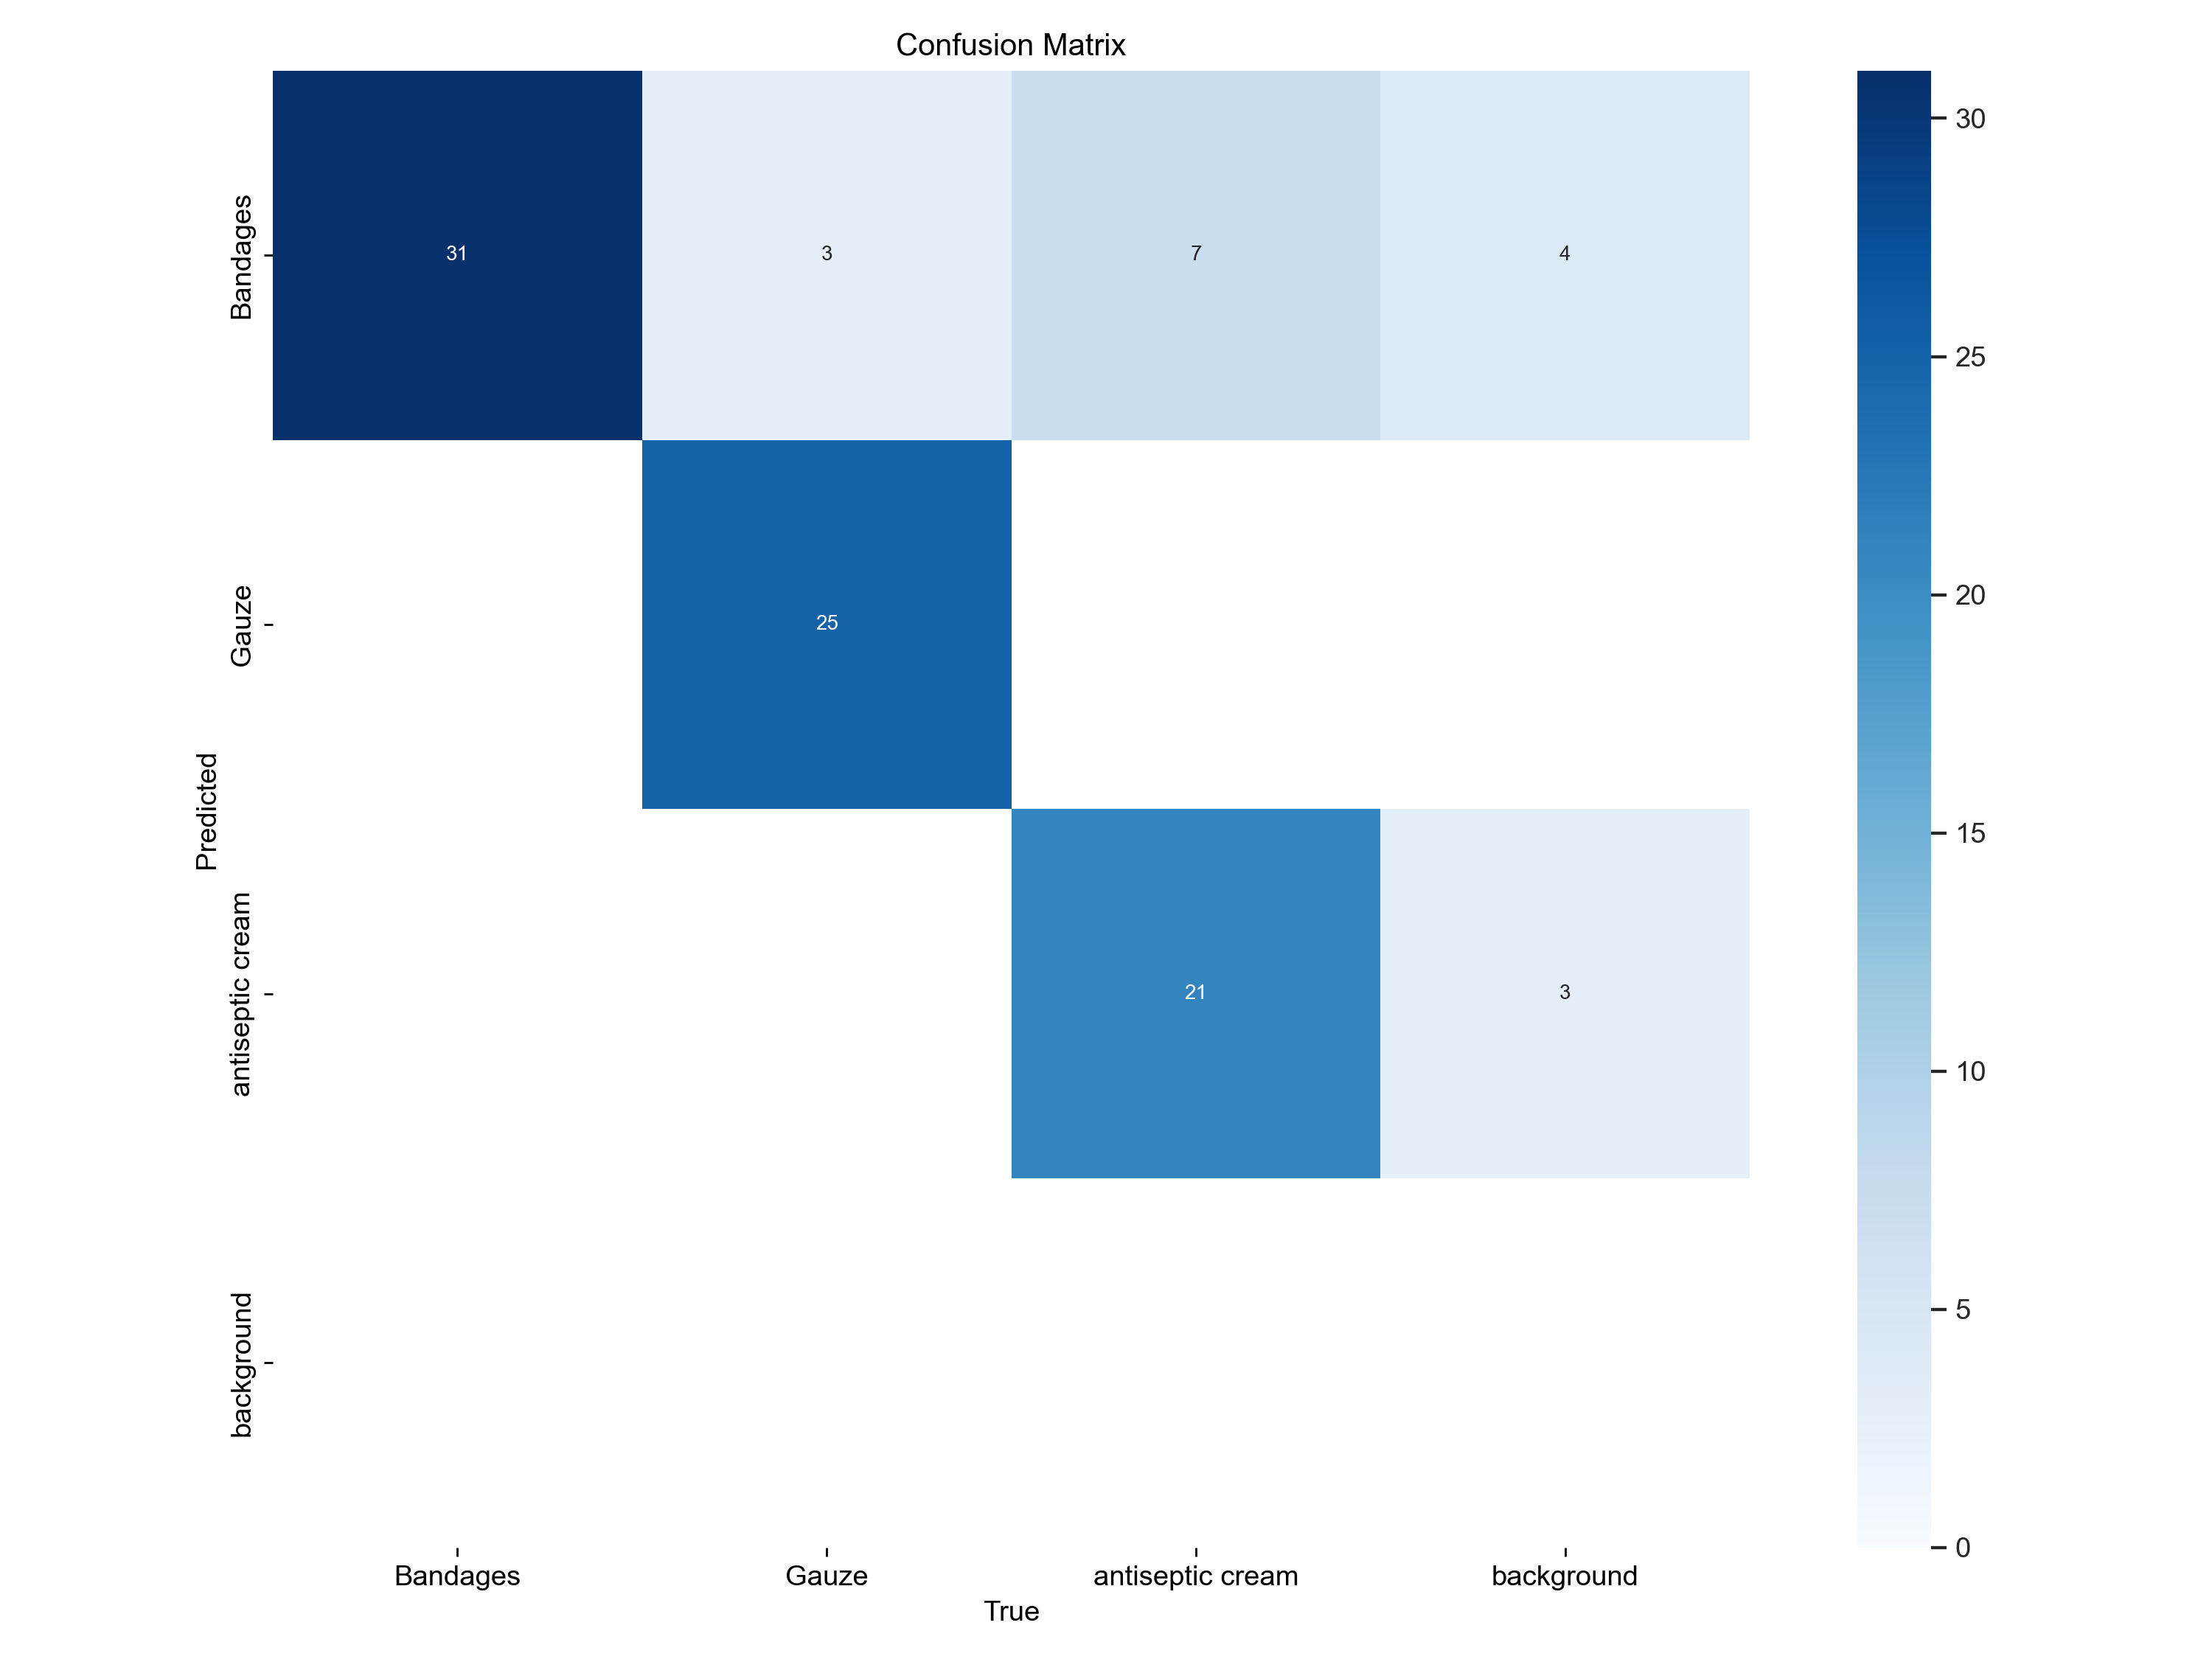 Confusion Matrix
Bandages
31
3
7
4
Gauze
25
Predicted
antiseptic cream
21
3
background
Bandages
Gauze
antiseptic cream
background
True
30
25
20
15
10
5
0